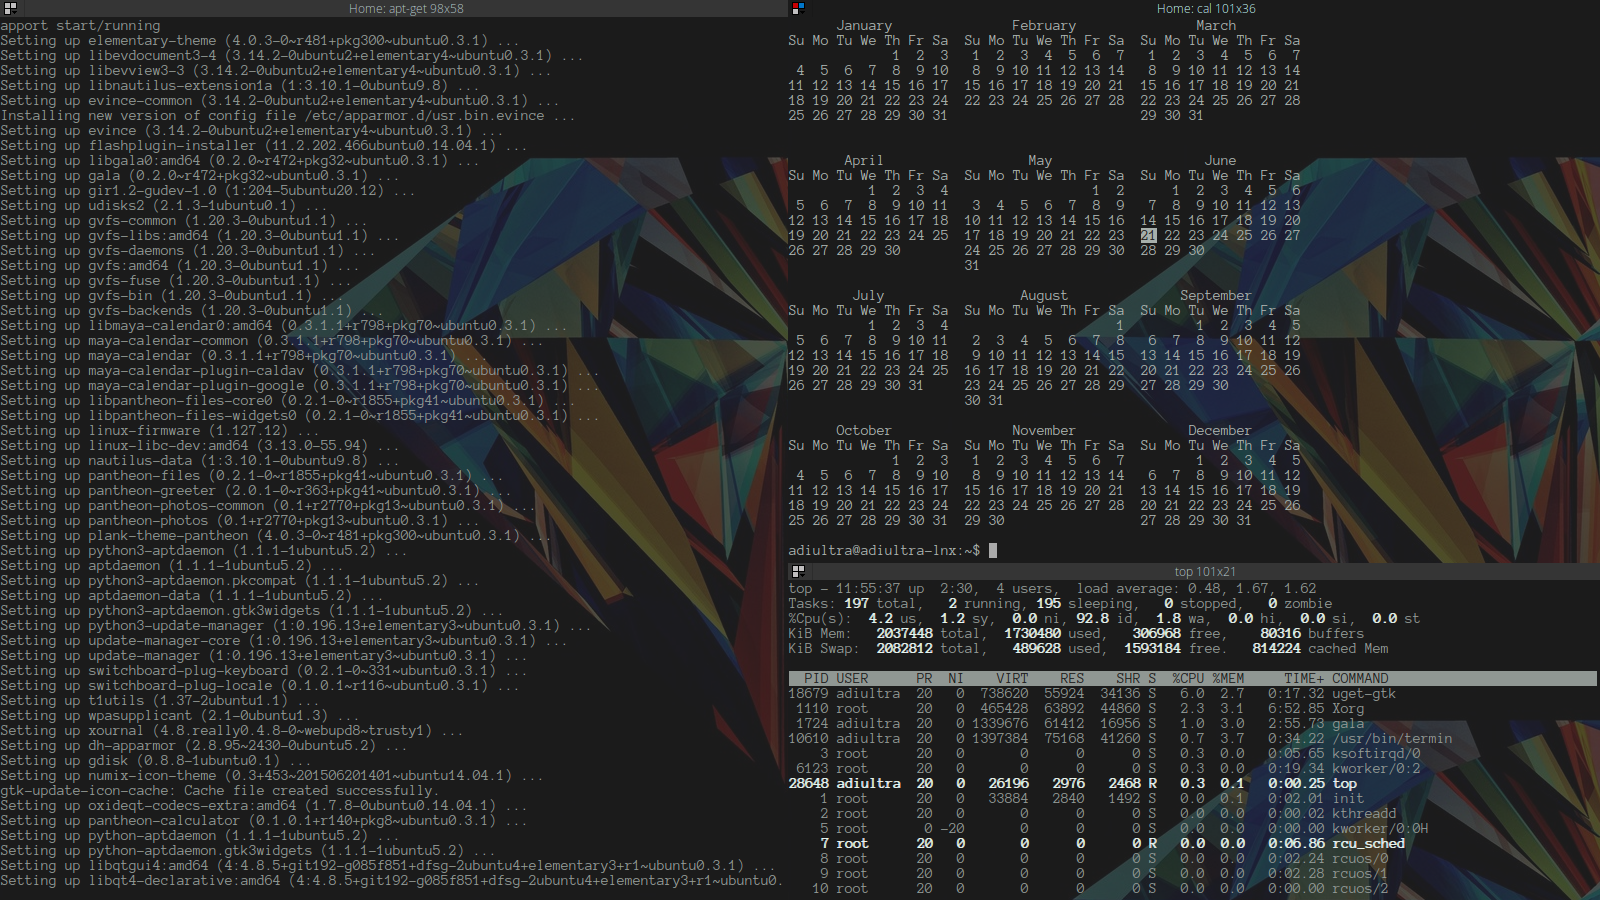 Home: apt-get 98x58
apport start/running
Setting up elementary-theme (4.0.3-0~r481+pkg300~ubuntu0.3.1) ...
Setting up libevdocument3-4 (3.14.2-0ubuntu2+elementary4~ubuntu0.3.1) ...
Setting up libevview3-3 (3.14.2-0ubuntu2+elementary4~ubuntu0.3.1) ...
Setting up libnautilus-extension1a (1:3.10.1-0ubuntu9.8) ...
Setting up evince-common (3.14.2-0ubuntu2+elementary4~ubuntu0.3.1) ...
Installing new version of config file /etc/apparmor.d/usr.bin.evince ...
Setting up evince (3.14.2-0ubuntu2+elementary4~ubuntu0.3.1) ...
Setting up flashplugin-installer (11.2.202.466ubuntu0.14.04.1) ...
Setting up libgala0:amd64 (0.2.0~r472+pkg32~ubuntu0.3.1) ...
Setting up gala (0.2.0~r472+pkg32~ubuntu0.3.1) ...
Setting up gir1.2-gudev-1.0 (1:204-5ubuntu20.12) ...
Setting up udisks2 (2.1.3-1ubuntu0.1) ...
Setting up gvfs-common (1.20.3-0ubuntu1.1) ...
Setting up gvfs-libs:amd64 (1.20.3-0ubuntu1.1) ...
Setting up gvfs-daemons (1.20.3-0ubuntu1.1) ...
Setting up gvfs:amd64 (1.20.3-0ubuntu1.1) ...
Setting up gvfs-fuse (1.20.3-0ubuntu1.1) ...
Setting up gvfs-bin (1.20.3-0ubuntu1.1) ...
Setting up gvfs-backends (1.20.3-0ubuntu1.1) ...
Setting up libmaya-calendar0:amd64 (0.3.1.1+r798+pkg70~ubuntu0.3.1) ...
Setting up maya-calendar-common (0.3.1.1+r798+pkg70~ubuntu0.3.1) ...
Setting up maya-calendar (0.3.1.1+r798+pkg70~ubuntu0.3.1) ...
Setting up maya-calendar-plugin-caldav (0.3.1.1+r798+pkg70~ubuntu0.3.1) ...
Setting up maya-calendar-plugin-google (0.3.1.1+r798+pkg70~ubuntu0.3.1) ...
Setting up libpantheon-files-core0 (0.2.1-0~r1855+pkg41~ubuntu0.3.1) ...
Setting up libpantheon-files-widgets0 (0.2.1-0~r1855+pkg41~ubuntu0.3.1) ...
Setting up linux-firmware (1.127.12) ...
Setting up linux-libc-dev:amd64 (3.13.0-55.94) ...
Setting up nautilus-data (1:3.10.1-0ubuntu9.8) ...
Setting up pantheon-files (0.2.1-0~r1855+pkg41~ubuntu0.3.1) ...
Setting up pantheon-greeter (2.0.1-0~r363+pkg41~ubuntu0.3.1) ...
Setting up pantheon-photos-common (0.1+r2770+pkg13~ubuntu0.3.1) ...
Setting up pantheon-photos (0.1+r2770+pkg13~ubuntu0.3.1) ...
Setting up plank-theme-pantheon (4.0.3-0~r481+pkg300~ubuntu0.3.1) ...
Setting up python3-aptdaemon (1.1.1-1ubuntu5.2) ...
Setting up aptdaemon (1.1.1-1ubuntu5.2) ...
Setting up python3-aptdaemon.pkcompat (1.1.1-1ubuntu5.2) ...
Setting up aptdaemon-data (1.1.1-1ubuntu5.2) ...
Setting up python3-aptdaemon.gtk3widgets (1.1.1-1ubuntu5.2) ...
Setting up python3-update-manager (1:0.196.13+elementary3~ubuntu0.3.1) ...
Setting up update-manager-core (1:0.196.13+elementary3~ubuntu0.3.1) ...
Setting up update-manager (1:0.196.13+elementary3~ubuntu0.3.1) ...
Setting up switchboard-plug-keyboard (0.2.1-0~331~ubuntu0.3.1) ...
Setting up switchboard-plug-locale (0.1.0.1~r116~ubuntu0.3.1) ...
Setting up t1utils (1.37-2ubuntu1.1) ...
Setting up wpasupplicant (2.1-0ubuntu1.3) ...
Setting up xournal (4.8.really0.4.8-0~webupd8~trusty1) ...
Setting up dh-apparmor (2.8.95~2430-0ubuntu5.2) ...
Setting up gdisk (0.8.8-1ubuntu0.1) ...
Setting up numix-icon-theme (0.3+453~201506201401~ubuntu14.04.1) ...
gtk-update-icon-cache: Cache file created successfully.
Setting up oxideqt-codecs-extra:amd64 (1.7.8-0ubuntu0.14.04.1) ...
Setting up pantheon-calculator (0.1.0.1+r140+pkg8~ubuntu0.3.1) ...
Setting up python-aptdaemon (1.1.1-1ubuntu5.2) ...
Setting up python-aptdaemon.gtk3widgets (1.1.1-1ubuntu5.2) ...
Setting up libqtgui4:amd64 (4:4.8.5+git192-g085f851+dfsg-2ubuntu4+elementary3+r1~ubuntu0.3.1) ...
Setting up libqt4-declarative:amd64 (4:4.8.5+git192-g085f851+dfsg-2ubuntu4+elementary3+r1~ubuntu0.
Home: cal 101x36
January February March
Su Mo Tu We Th Fr Sa Su Mo Tu We Th Fr Sa Su Mo Tu We Th Fr Sa
1 2 3 1 2 3 4 5 6 7 1 2 3 4 5 6 7
4 5 6 7 8 9 10 8 9 10 11 12 13 14 8 9 10 11 12 13 14
11 12 13 14 15 16 17 15 16 17 18 19 20 21 15 16 17 18 19 20 21
18 19 20 21 22 23 24 22 23 24 25 26 27 28 22 23 24 25 26 27 28
25 26 27 28 29 30 31 29 30 31
April May June
Su Mo Tu We Th Fr Sa Su Mo Tu We Th Fr Sa Su Mo Tu We Th Fr Sa
1 2 3 4 1 2 1 2 3 4 5 6
5 6 7 8 9 10 11 3 4 5 6 7 8 9 7 8 9 10 11 12 13
12 13 14 15 16 17 18 10 11 12 13 14 15 16 14 15 16 17 18 19 20
19 20 21 22 23 24 25 17 18 19 20 21 22 23 21 22 23 24 25 26 27
26 27 28 29 30 24 25 26 27 28 29 30 28 29 30
31
July August September
Su Mo Tu We Th Fr Sa Su Mo Tu We Th Fr Sa Su Mo Tu We Th Fr Sa
1 2 3 4 1 1 2 3 4 5
5 6 7 8 9 10 11 2 3 4 5 6 7 8 6 7 8 9 10 11 12
12 13 14 15 16 17 18 9 10 11 12 13 14 15 13 14 15 16 17 18 19
19 20 21 22 23 24 25 16 17 18 19 20 21 22 20 21 22 23 24 25 26
26 27 28 29 30 31 23 24 25 26 27 28 29 27 28 29 30
30 31
October November December
Su Mo Tu We Th Fr Sa Su Mo Tu We Th Fr Sa Su Mo Tu We Th Fr Sa
1 2 3 1 2 3 4 5 6 7 1 2 3 4 5
4 5 6 7 8 9 10 8 9 10 11 12 13 14 6 7 8 9 10 11 12
11 12 13 14 15 16 17 15 16 17 18 19 20 21 13 14 15 16 17 18 19
18 19 20 21 22 23 24 22 23 24 25 26 27 28 20 21 22 23 24 25 26
25 26 27 28 29 30 31 29 30 27 28 29 30 31
adiultra@adiultra-lnx:~$
top 101x21
top - 11:55:37 up 2:30, 4 users, load average: 0.48, 1.67, 1.62
Tasks: 197 total, 2 running, 195 sleeping, 0 stopped, 0 zombie
%Cpu(s): 4.2 us, 1.2 sy, 0.0 ni, 92.8 id, 1.8 wa, 0.0 hi, 0.0 si, 0.0 st
KiB Mem: 2037448 total, 1730480 used, 306968 free, 80316 buffers
KiB Swap: 2082812 total, 489628 used, 1593184 free. 814224 cached Mem
PID USER PR NI VIRT RES SHR S %CPU %MEM TIME+ COMMAND
18679 adiultra 20 0 738620 55924 34136 S 6.0 2.7 0:17.32 uget-gtk
1110 root 20 0 465428 63892 44860 S 2.3 3.1 6:52.85 Xorg
1724 adiultra 20 0 1339676 61412 16956 S 1.0 3.0 2:55.73 gala
10610 adiultra 20 0 1397384 75168 41260 S 0.7 3.7 0:34.22 /usr/bin/termin
3 root 20 0 0 0 0 S 0.3 0.0 0:05.65 ksoftirqd/0
6123 root 20 0 0 0 0 S 0.3 0.0 0:19.34 kworker/0:2
28648 adiultra 20 0 26196 2976 2468 R 0.3 0.1 0:00.25 top
1 root 20 0 33884 2840 1492 S 0.0 0.1 0:02.01 init
2 root 20 0 0 0 0 S 0.0 0.0 0:00.02 kthreadd
5 root 0 -20 0 0 0 S 0.0 0.0 0:00.00 kworker/0:0H
7 root 20 0 0 0 0 R 0.0 0.0 0:06.86 rcu_sched
8 root 20 0 0 0 0 S 0.0 0.0 0:02.24 rcuos/0
9 root 20 0 0 0 0 S 0.0 0.0 0:02.28 rcuos/1
10 root 20 0 0 0 0 S 0.0 0.0 0:00.00 rcuos/2